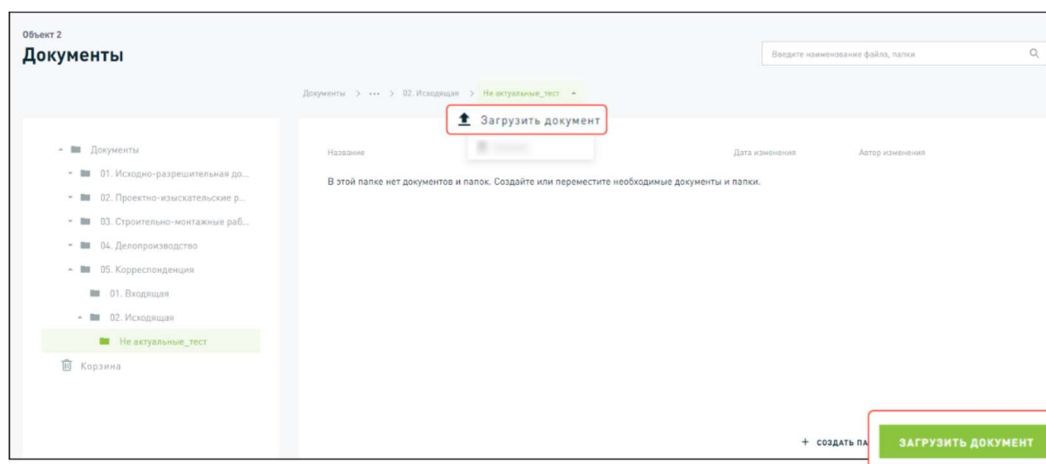 Объект 2
Документы
Введите наименование файла, папки
Документы > ••• > 02. Исходящая > Не актуальные_тест
Загрузить документ
Название Дата изменения Автор изменения
В этой папке нет документов и папок. Создайте или переместите необходимые документы и папки.
Документы
01. Исходно-разрешительная до...
02. Проектно-изыскательские р...
03. Строительно-монтажные раб...
04. Делопроизводство
05. Корреспонденция
01. Входящая
02. Исходящая
Не актуальные_тест
Корзина
+ СОЗДАТЬ ПА
ЗАГРУЗИТЬ ДОКУМЕНТ